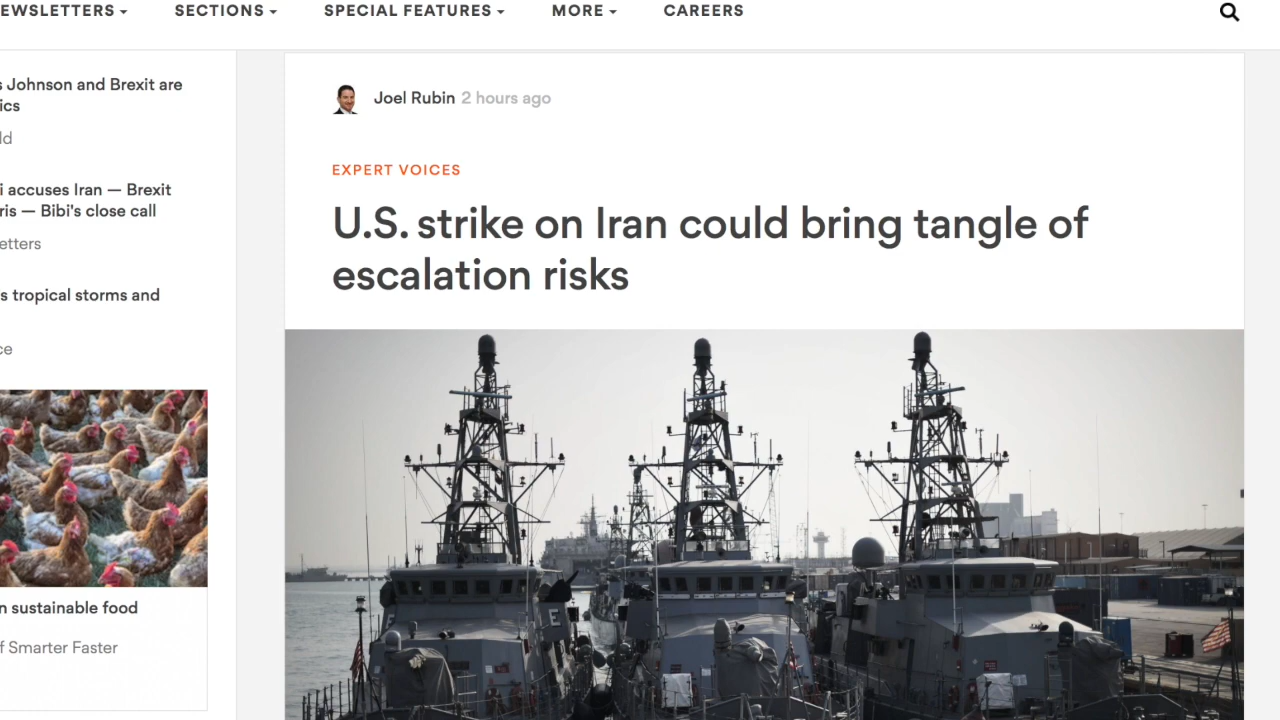 EWSLETTERS SECTIONS SPECIAL FEATURES MORE CAREERS
s Johnson and Brexit are
ics
ld
i accuses Iran — Brexit
ris — Bibi's close call
etters
s tropical storms and
ce
n sustainable food
f Smarter Faster
Joel Rubin 2 hours ago
EXPERT VOICES
U.S. strike on Iran could bring tangle of
escalation risks